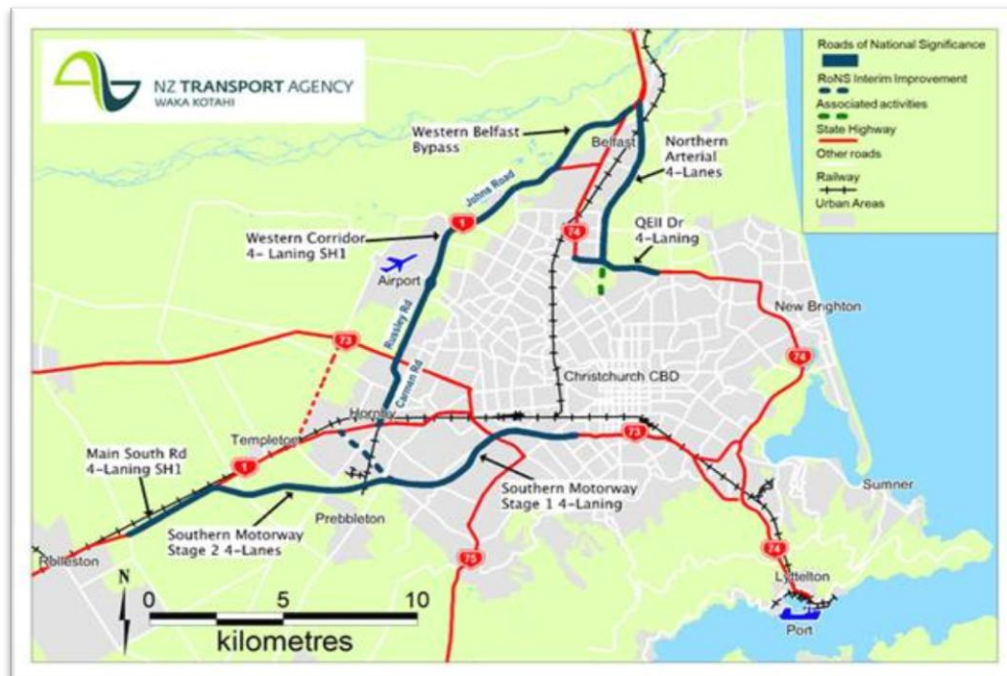 NZ TRANSPORT AGENCY
WAKA KOTAHI
Roads of National Significance
RoNS Interim Improvement
Associated activities
State Highway
Other roads
Railway
Urban Areas
Western Belfast
Bypass
Belfast
Northern
Arterial
4-Lanes
Johns Road
1
74
QEII Dr
4-Laning
Western Corridor
4- Laning SH1
Airport
Russley Rd
New Brighton
73
74
Carmen Rd
Christchurch CBD
Hornby
Templeton
73
Main South Rd
4-Laning SH1
1
Southern Motorway
Stage 1 4-Laning
Sumner
Prebbleton
Southern Motorway
Stage 2 4-Lanes
Rolleston
75
74
Lyttelton
Port
N
0 5 10
kilometres